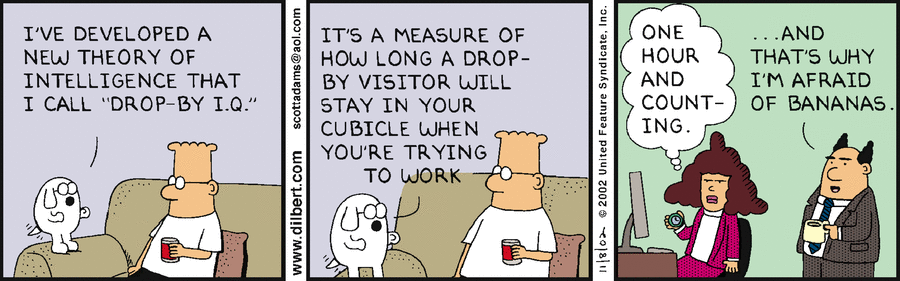 I'VE DEVELOPED A
NEW THEORY OF
INTELLIGENCE THAT
I CALL "DROP-BY I.Q."
www.dilbert.com scottadams@aol.com
IT'S A MEASURE OF
HOW LONG A DROP-
BY VISITOR WILL
STAY IN YOUR
CUBICLE WHEN
YOU'RE TRYING
TO WORK
11/8/02 © 2002 United Feature Syndicate, Inc.
ONE
HOUR
AND
COUNT-
ING.
...AND
THAT'S WHY
I'M AFRAID
OF BANANAS.